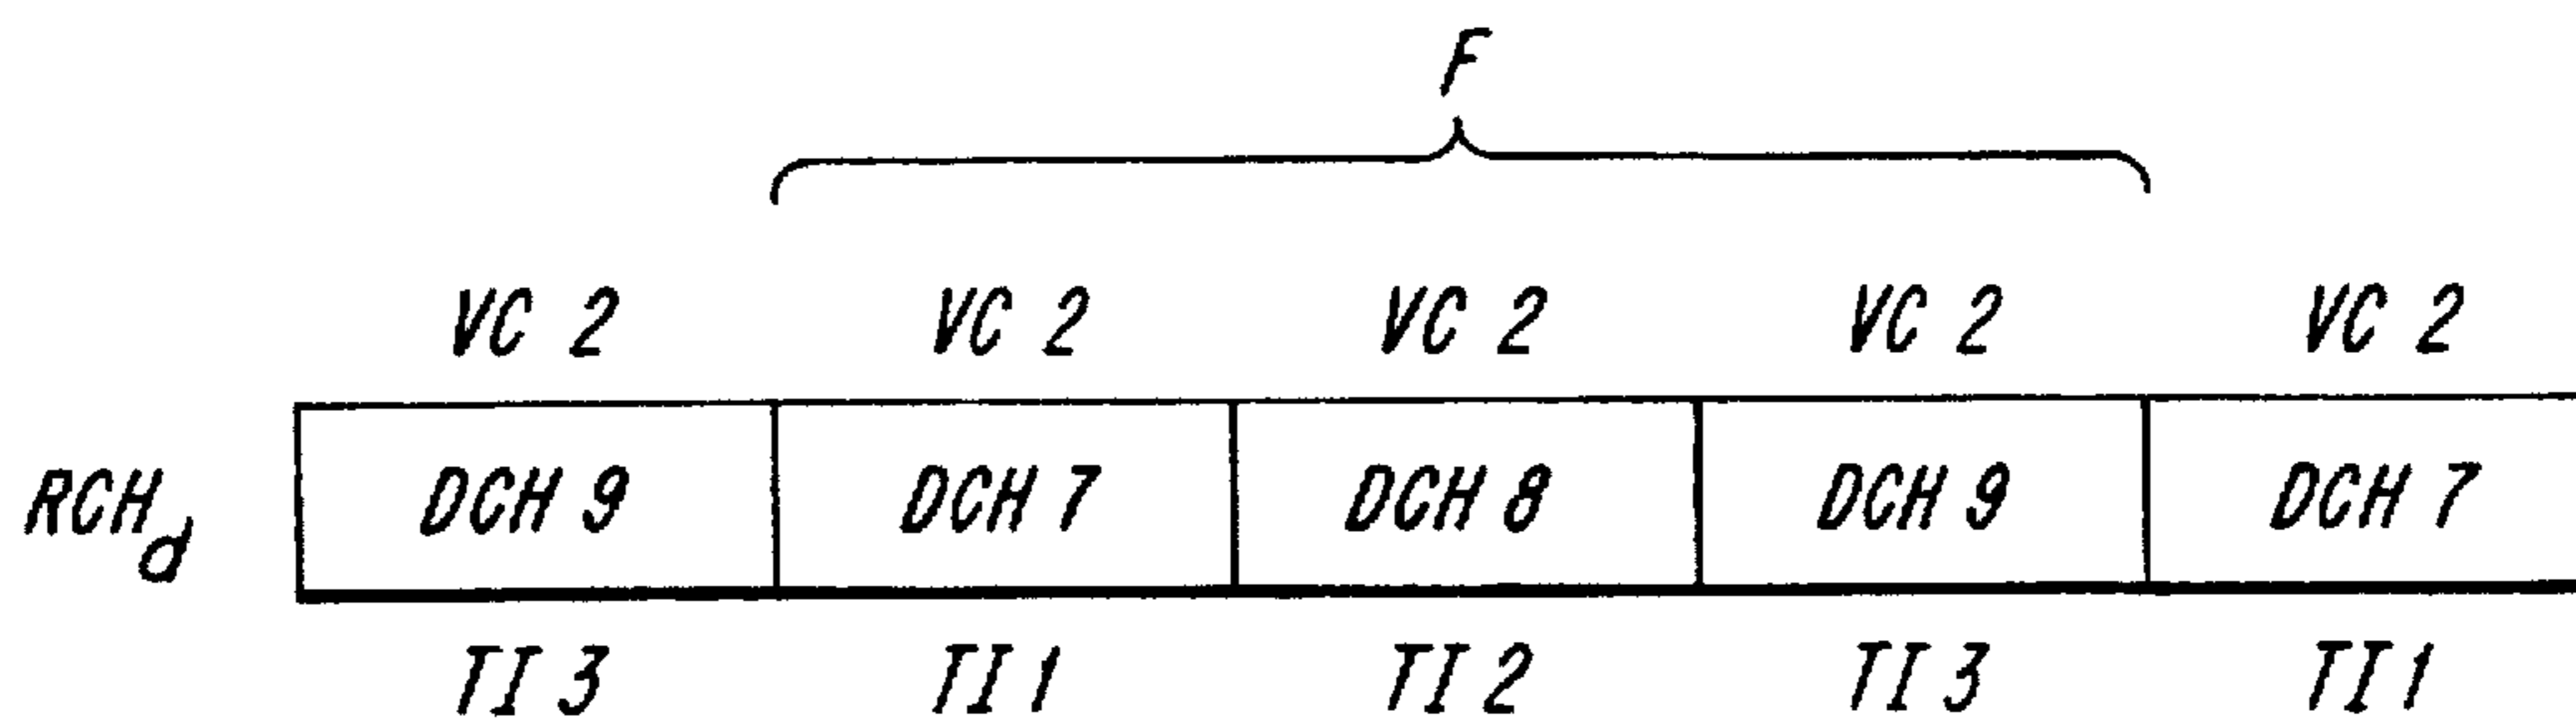 F
VC 2 VC 2 VC 2 VC 2 VC 2
RCHd DCH 9 DCH 7 DCH 8 DCH 9 DCH 7
TI 3 TI 1 TI 2 TI 3 TI 1